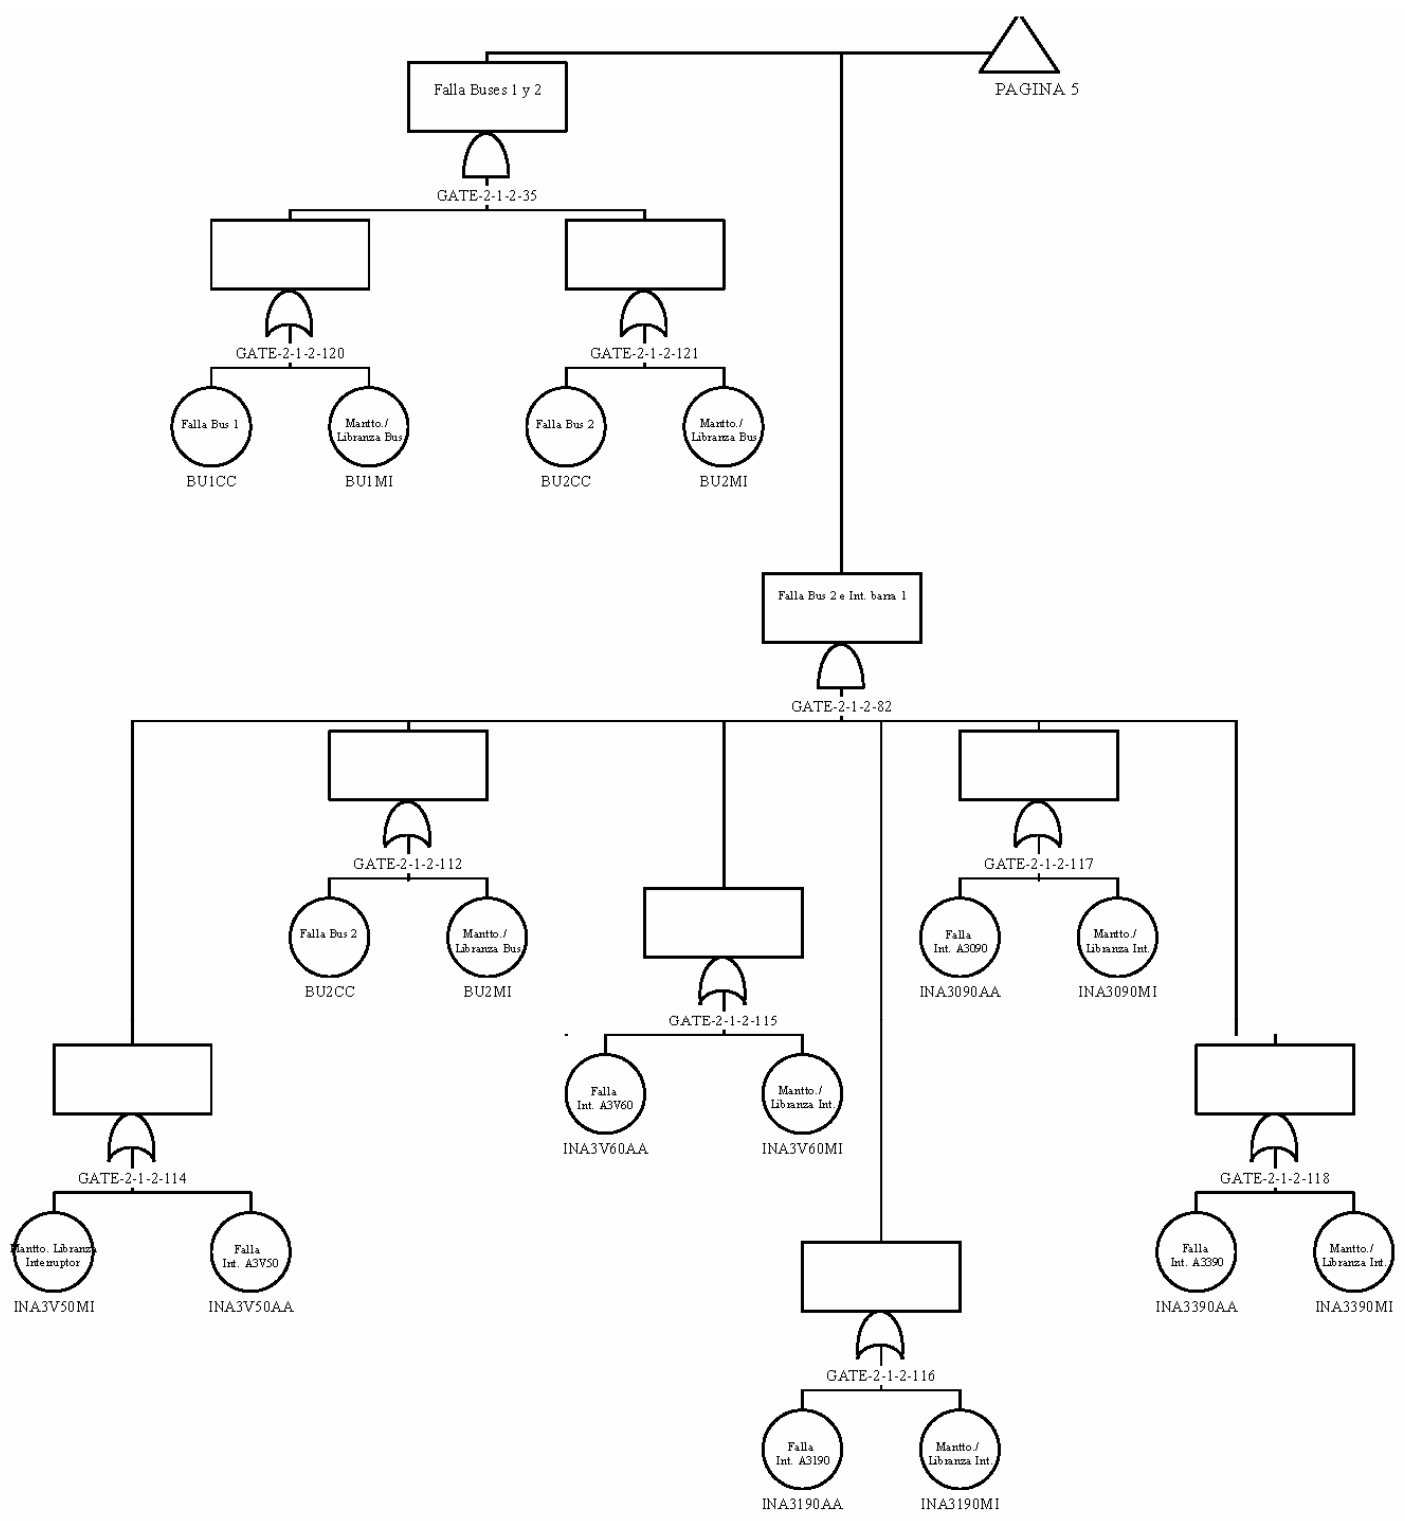 PAGINA 5
Falla Buses 1 y 2
GATE-2-1-2-35
GATE-2-1-2-120
GATE-2-1-2-121
Falla Bus 1
Mantto./
Libranza Bus
Falla Bus 2
Mantto./
Libranza Bus
BU1CC
BU1MI
BU2CC
BU2MI
Falla Bus 2 e Int. barra 1
GATE-2-1-2-82
GATE-2-1-2-112
GATE-2-1-2-117
Falla Bus 2
Mantto./
Libranza Bus
Falla
Int. A3090
Mantto./
Libranza Int.
BU2CC
BU2MI
INA3090AA
INA3090MI
GATE-2-1-2-115
Falla
Int. A3V60
Mantto./
Libranza Int.
INA3V60AA
INA3V60MI
GATE-2-1-2-114
GATE-2-1-2-118
Mantto. Libranza
Interruptor
Falla
Int. A3V50
Falla
Int. A3390
Mantto./
Libranza Int.
INA3V50MI
INA3V50AA
INA3390AA
INA3390MI
GATE-2-1-2-116
Falla
Int. A3190
Mantto./
Libranza Int.
INA3190AA
INA3190MI